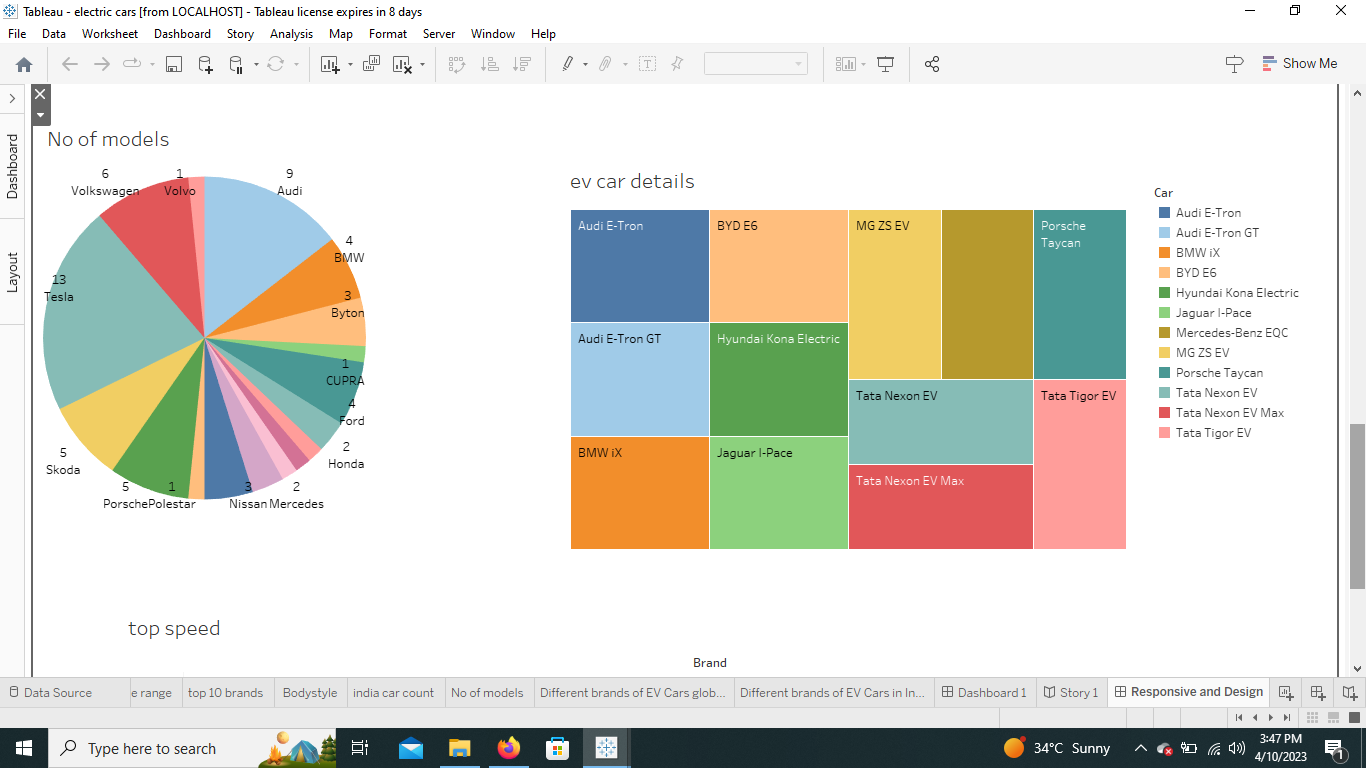 Tableau - electric cars [from LOCALHOST] - Tableau license expires in 8 days
File Data Worksheet Dashboard Story Analysis Map Format Server Window Help
Show Me
Dashboard
Layout
No of models
6
Volkswagen
1
Volvo
9
Audi
4
BMW
3
Byton
1
CUPRA
4
Ford
2
Honda
2
Mercedes
3
Nissan
1
Polestar
5
Porsche
5
Skoda
13
Tesla
ev car details
Audi E-Tron
BYD E6
MG ZS EV
Porsche
Taycan
Audi E-Tron GT
Hyundai Kona Electric
Tata Nexon EV
Tata Tigor EV
BMW iX
Jaguar I-Pace
Tata Nexon EV Max
Car
Audi E-Tron
Audi E-Tron GT
BMW iX
BYD E6
Hyundai Kona Electric
Jaguar I-Pace
Mercedes-Benz EQC
MG ZS EV
Porsche Taycan
Tata Nexon EV
Tata Nexon EV Max
Tata Tigor EV
top speed
Brand
Data Source e range top 10 brands Bodystyle india car count No of models Different brands of EV Cars glob... Different brands of EV Cars in In... Dashboard 1 Story 1 Responsive and Design
Type here to search
34°C Sunny
3:47 PM
4/10/2023
1